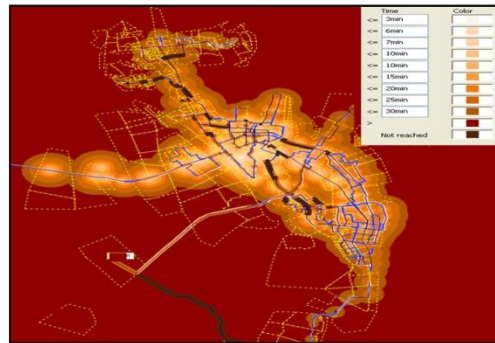 Time Color
<= 3min
<= 6min
<= 7min
<= 10min
<= 10min
<= 15min
<= 20min
<= 25min
<= 30min
>
Not reached